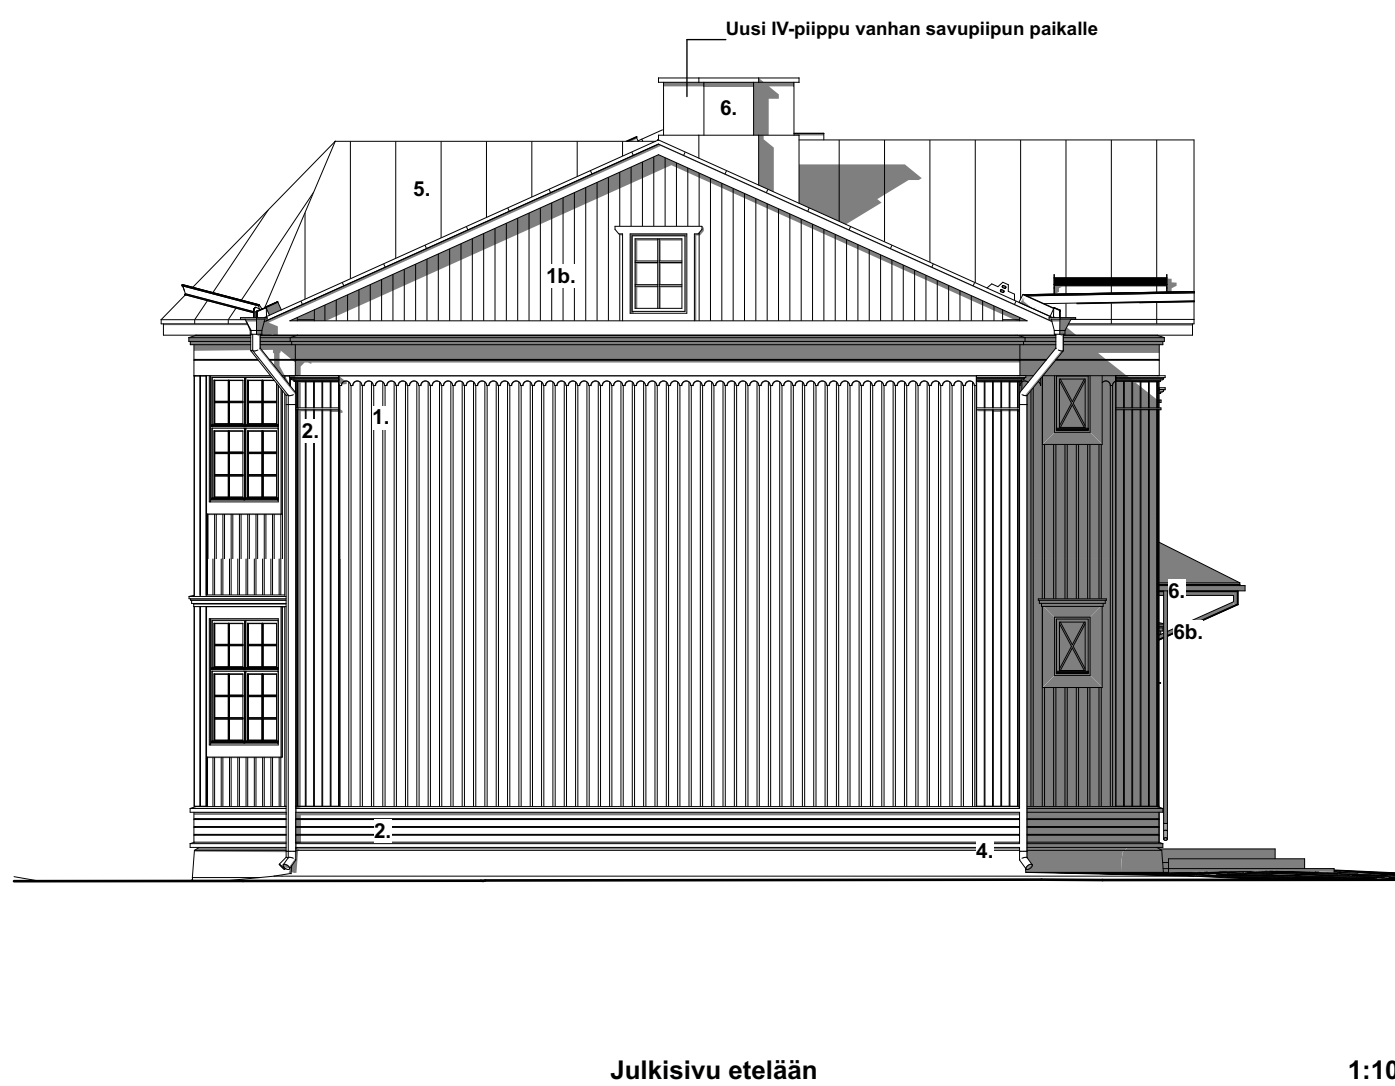 Uusi IV-piippu vanhan savupiipun paikalle
6.
5.
1b.
1.
2.
6.
6b.
2.
4.
Julkisivu etelään
1:10